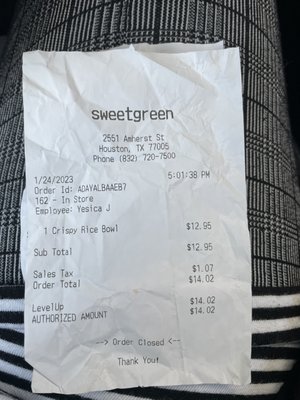 sweetgreen
2551 Amherst St
Houston, TX 77005
Phone (832) 720-7500
1/24/2023 5:01:38 PM
Order Id: ADAYALBAAEB7
162 - In Store
Employee: Yesica J
1 Crispy Rice Bowl $12.95
Sub Total $12.95
Sales Tax $1.07
Order Total $14.02
LevelUp $14.02
AUTHORIZED AMOUNT $14.02
--> Order Closed <--
Thank You!